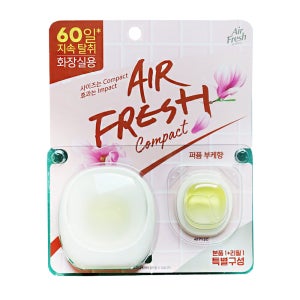 60일*
지속탈취
화장실용
Air
Fresh
사이즈는 Compact
효과는 Impact
AIR
FRESH
Compact
퍼퓸 부케향
본품1+리필1
특별구성